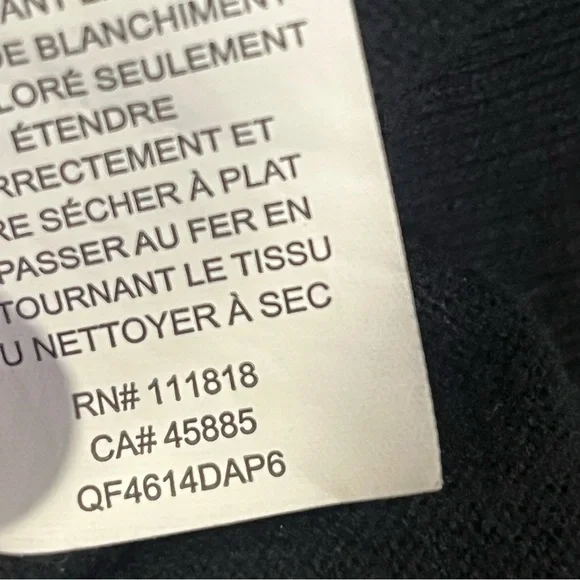 DE BLANCHIMENT
LORÉ SEULEMENT
ÉTENDRE
RRECTEMENT ET
RE SÉCHER À PLAT
PASSER AU FER EN
TOURNANT LE TISSU
U NETTOYER À SEC
RN# 111818
CA# 45885
QF4614DAP6